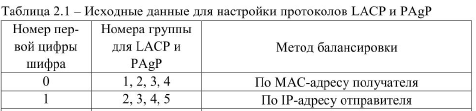 Таблица 2.1 – Исходные данные для настройки протоколов LACP и PAgP
Номер пер-
вой цифры
шифра
Номера группы
для LACP и
PAgP
Метод балансировки
0 1, 2, 3, 4 По MAC-адресу получателя
1 2, 3, 4, 5 По IP-адресу отправителя